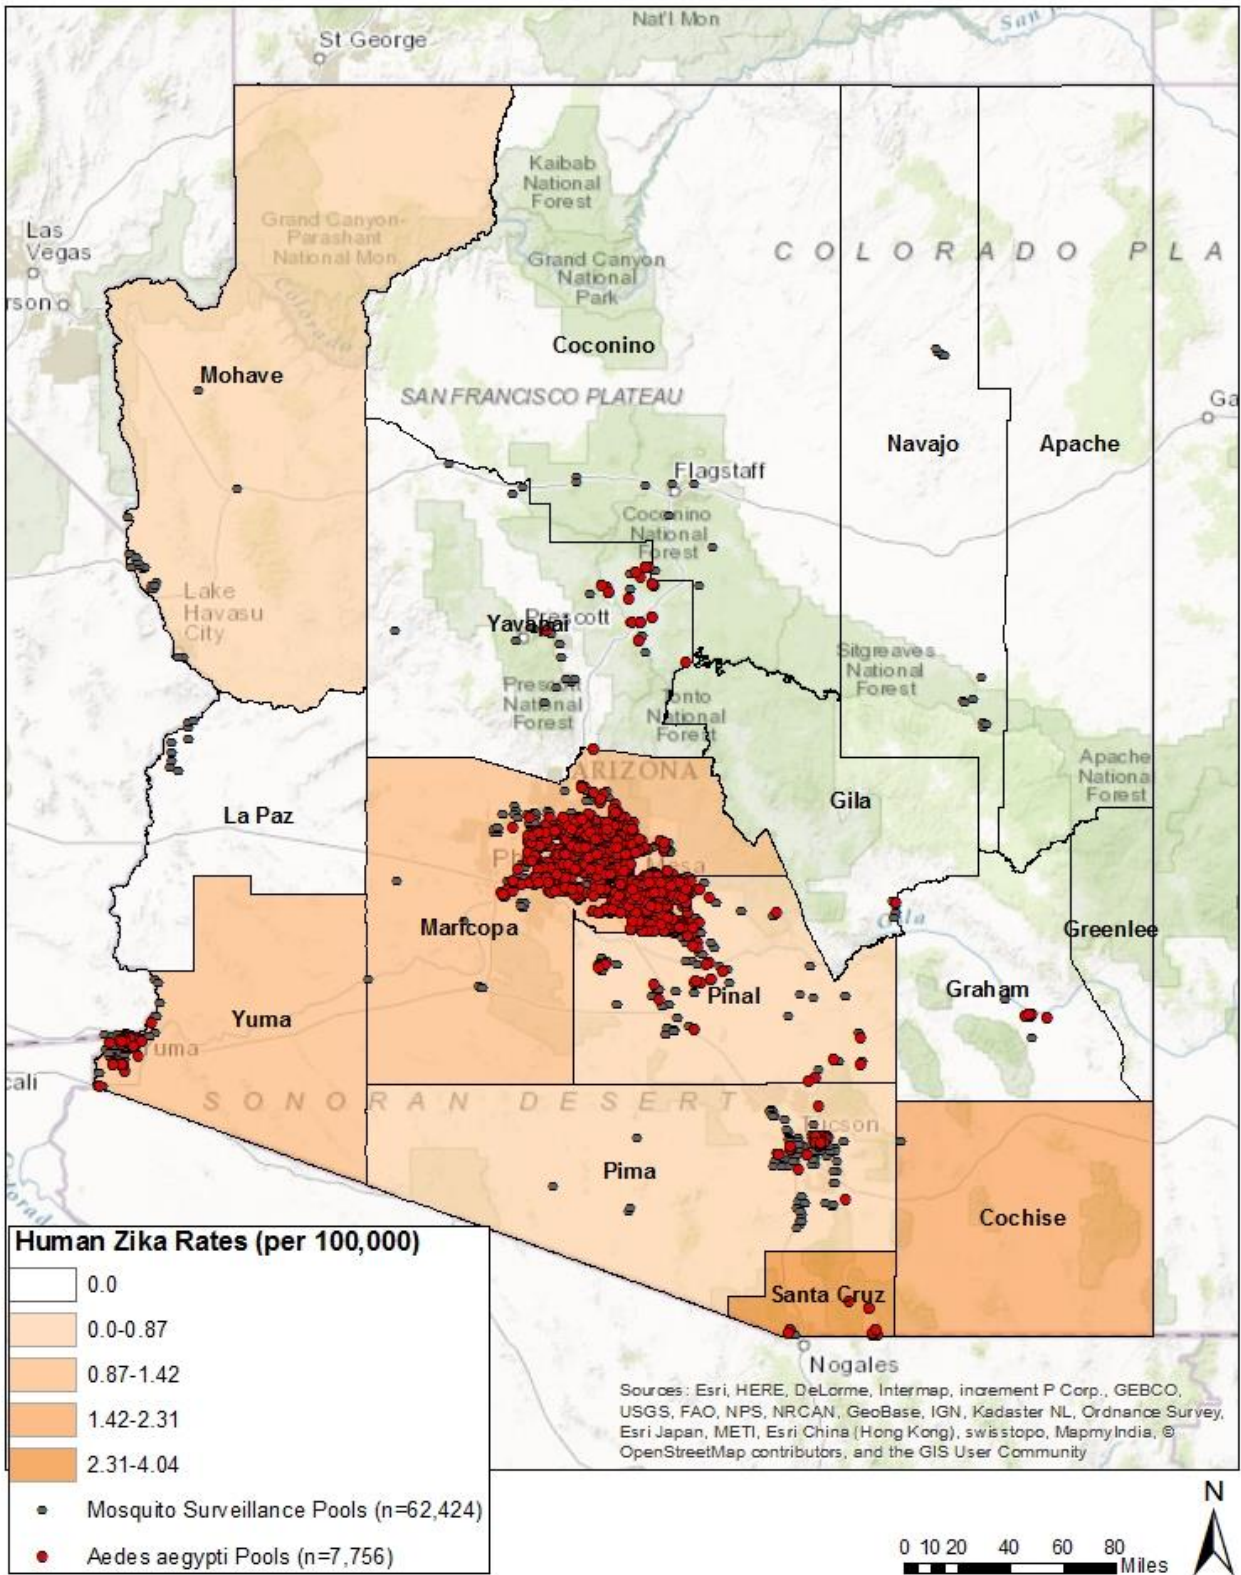 Nat'l Mon
San
St George
Kaibab
National
Forest
Las
Vegas
Grand Canyon-
Parashant
National Mon.
C O L O R A D O P L A
Grand Canyon
National
Park
rson
Colorado
Coconino
Mohave
SAN FRANCISCO PLATEAU
Ga
Navajo
Apache
Flagstaff
Coconino
National
Forest
Lake
Havasu
City
Prescott
Yavapai
Sitgreaves
National
Forest
Prescott
National
Forest
Tonto
National
Forest
Apache
National
Forest
ARIZONA
La Paz
Gila
Ph
Mesa
Gila
Maricopa
Greenlee
Pinal
Graham
Yuma
Yuma
cali
S O N O R A N D E S E R T
Tucson
Pima
Cochise
Colorad
Santa Cruz
Nogales
Human Zika Rates (per 100,000)
0.0
0.0-0.87
0.87-1.42
1.42-2.31
2.31-4.04
Mosquito Surveillance Pools (n=62,424)
Aedes aegypti Pools (n=7,756)
Sources: Esri, HERE, DeLorme, Intermap, increment P Corp., GEBCO,
USGS, FAO, NPS, NRCAN, GeoBase, IGN, Kadaster NL, Ordnance Survey,
Esri Japan, METI, Esri China (Hong Kong), swisstopo, MapmyIndia, ©
OpenStreetMap contributors, and the GIS User Community
N
0 10 20 40 60 80
Miles